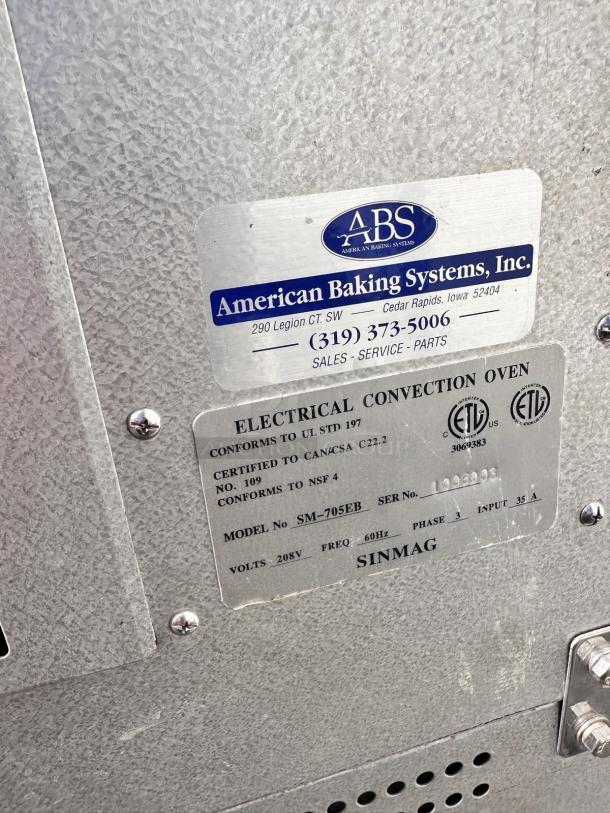 ABS
AMERICAN BAKING SYSTEMS
American Baking Systems, Inc.
290 Legion CT. SW — Cedar Rapids, Iowa 52404
(319) 373-5006
SALES - SERVICE - PARTS
ELECTRICAL CONVECTION OVEN
CONFORMS TO UL STD 197
CERTIFIED TO CAN/CSA C22.2
NO. 109
CONFORMS TO NSF 4
INTERTEK
C ETL US
3069383
ETL
MODEL No SM-705EB SER No.
VOLTS 208V FREQ 60Hz PHASE 3 INPUT 35 A
SINMAG